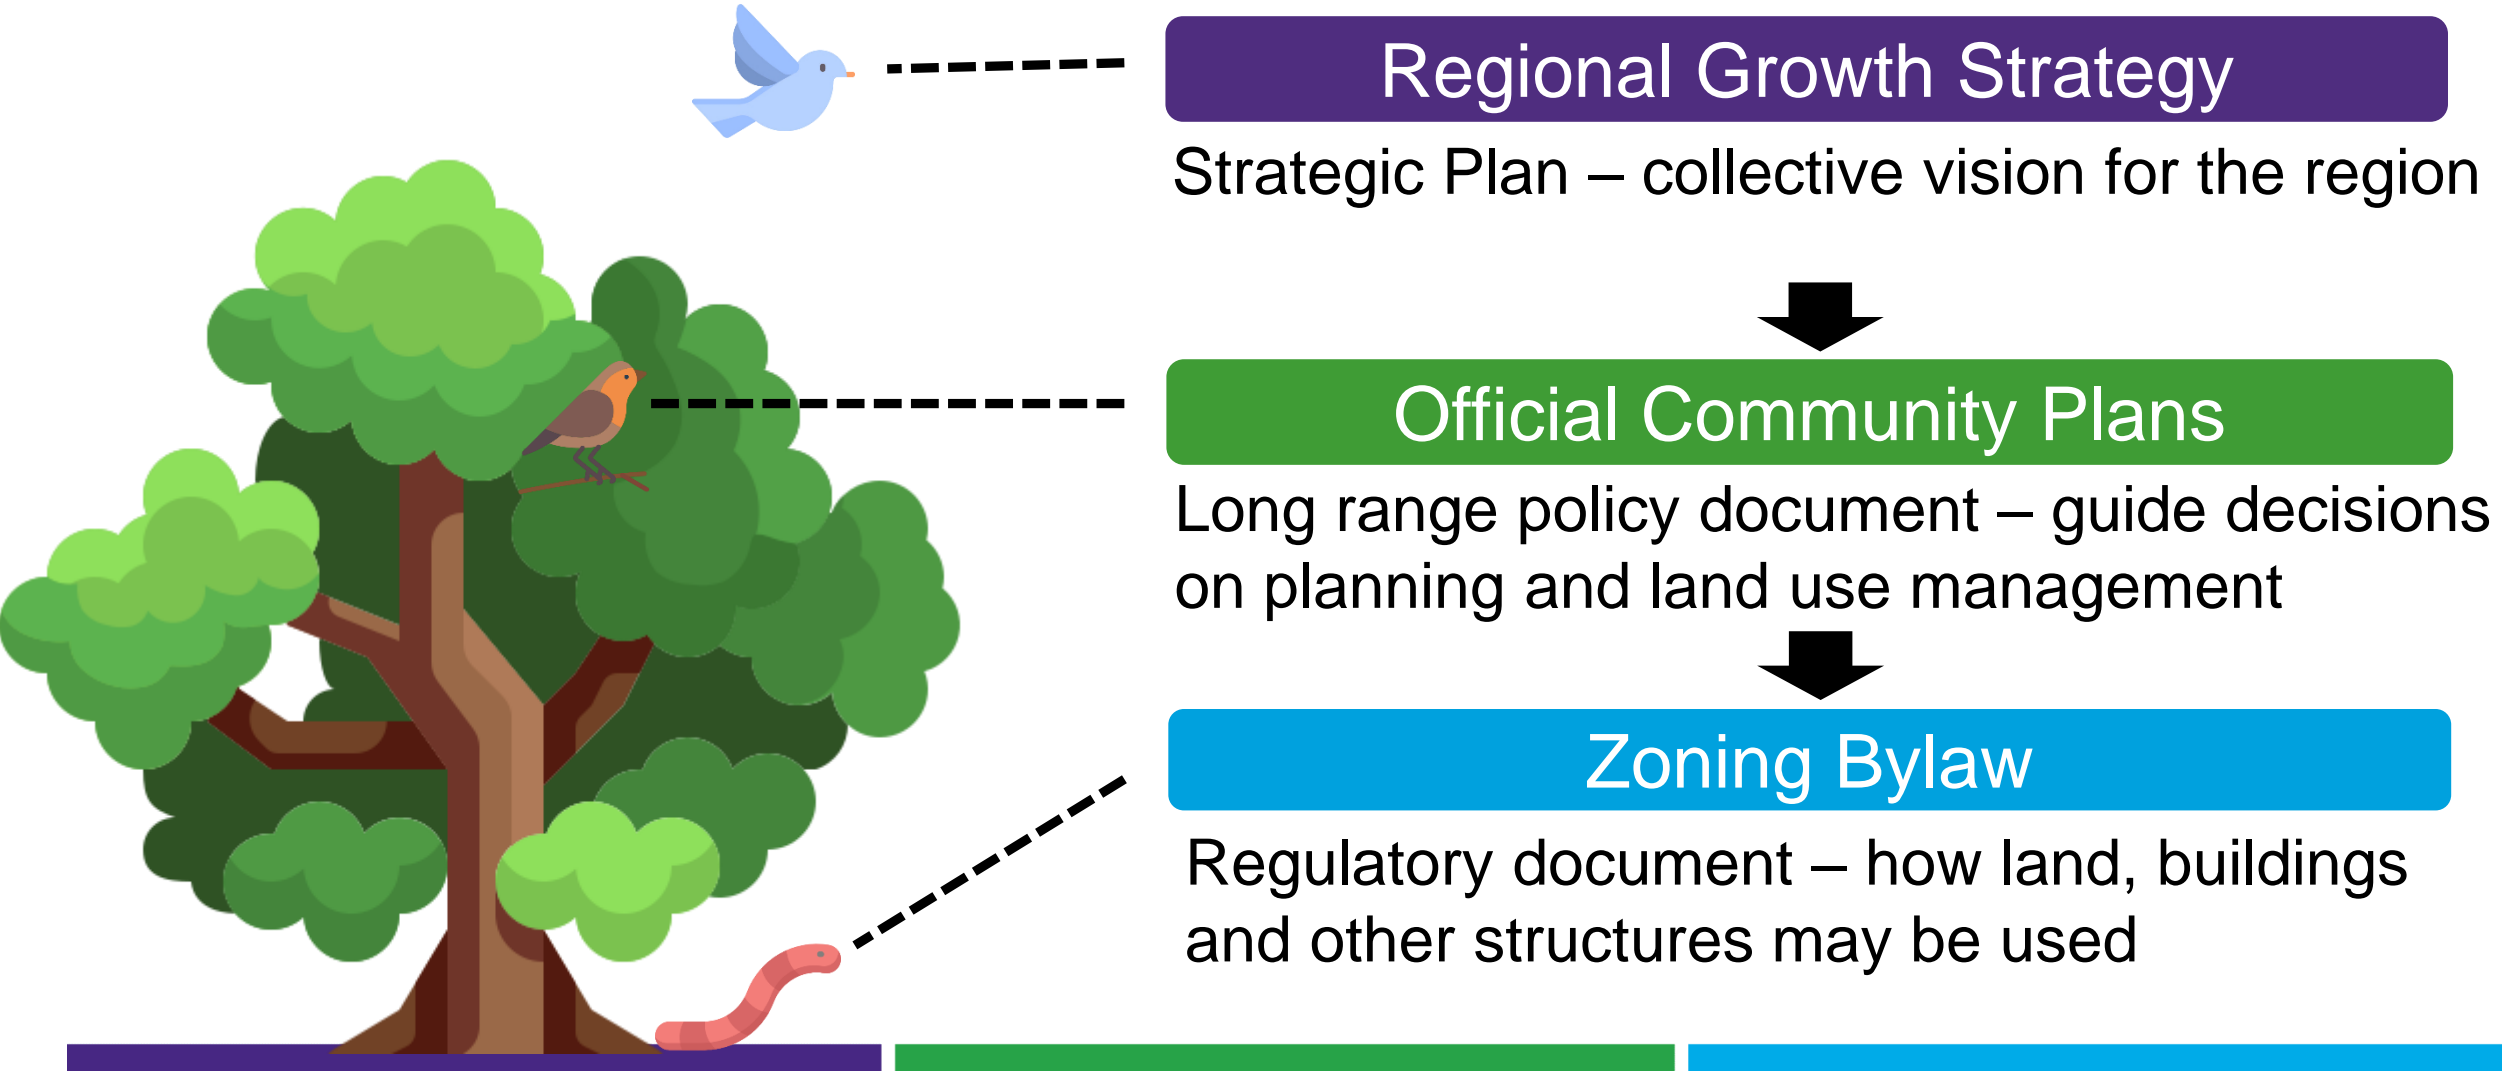 Regional Growth Strategy
Strategic Plan – collective vision for the region
Official Community Plans
Long range policy document – guide decisions
on planning and land use management
Zoning Bylaw
Regulatory document – how land, buildings
and other structures may be used